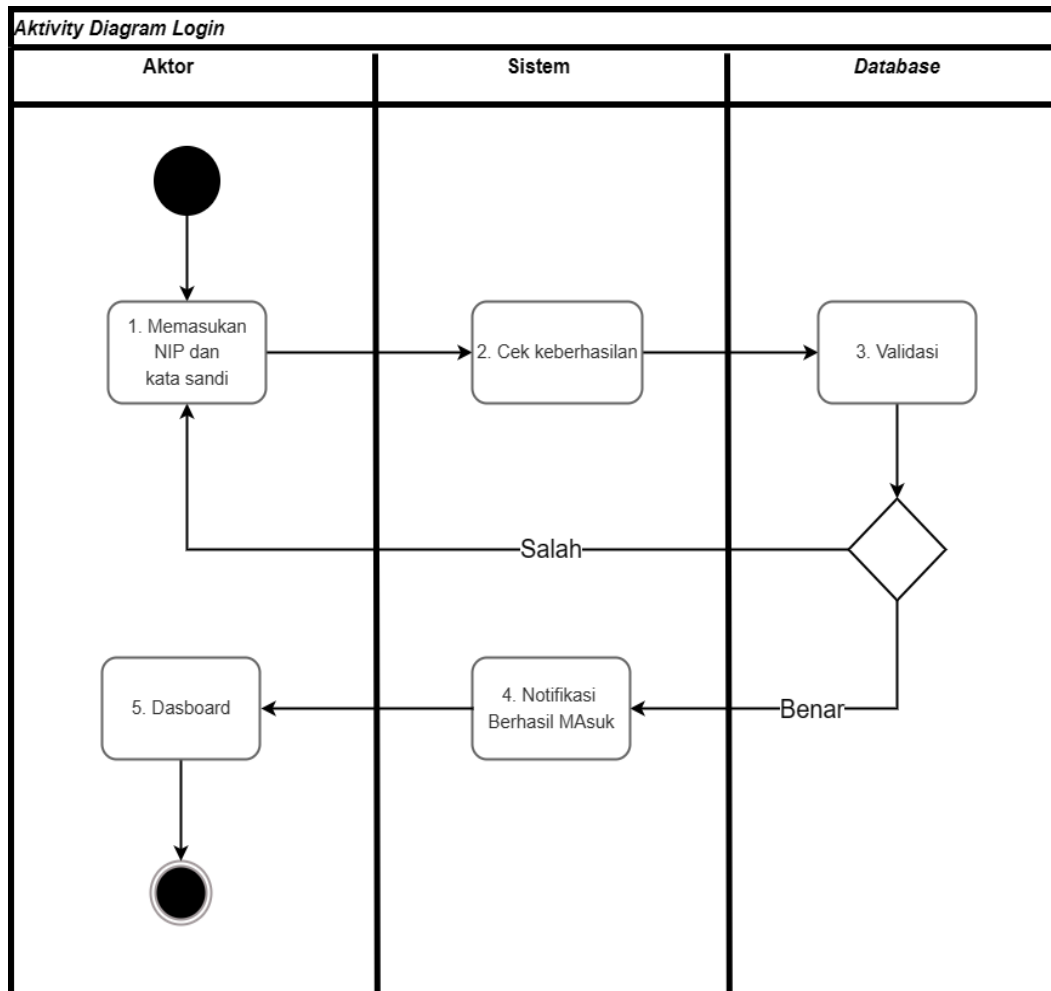 Aktivity Diagram Login
Aktor
Sistem
Database
1. Memasukan
NIP dan
kata sandi
2. Cek keberhasilan
3. Validasi
Salah
5. Dasboard
4. Notifikasi
Berhasil MAsuk
Benar